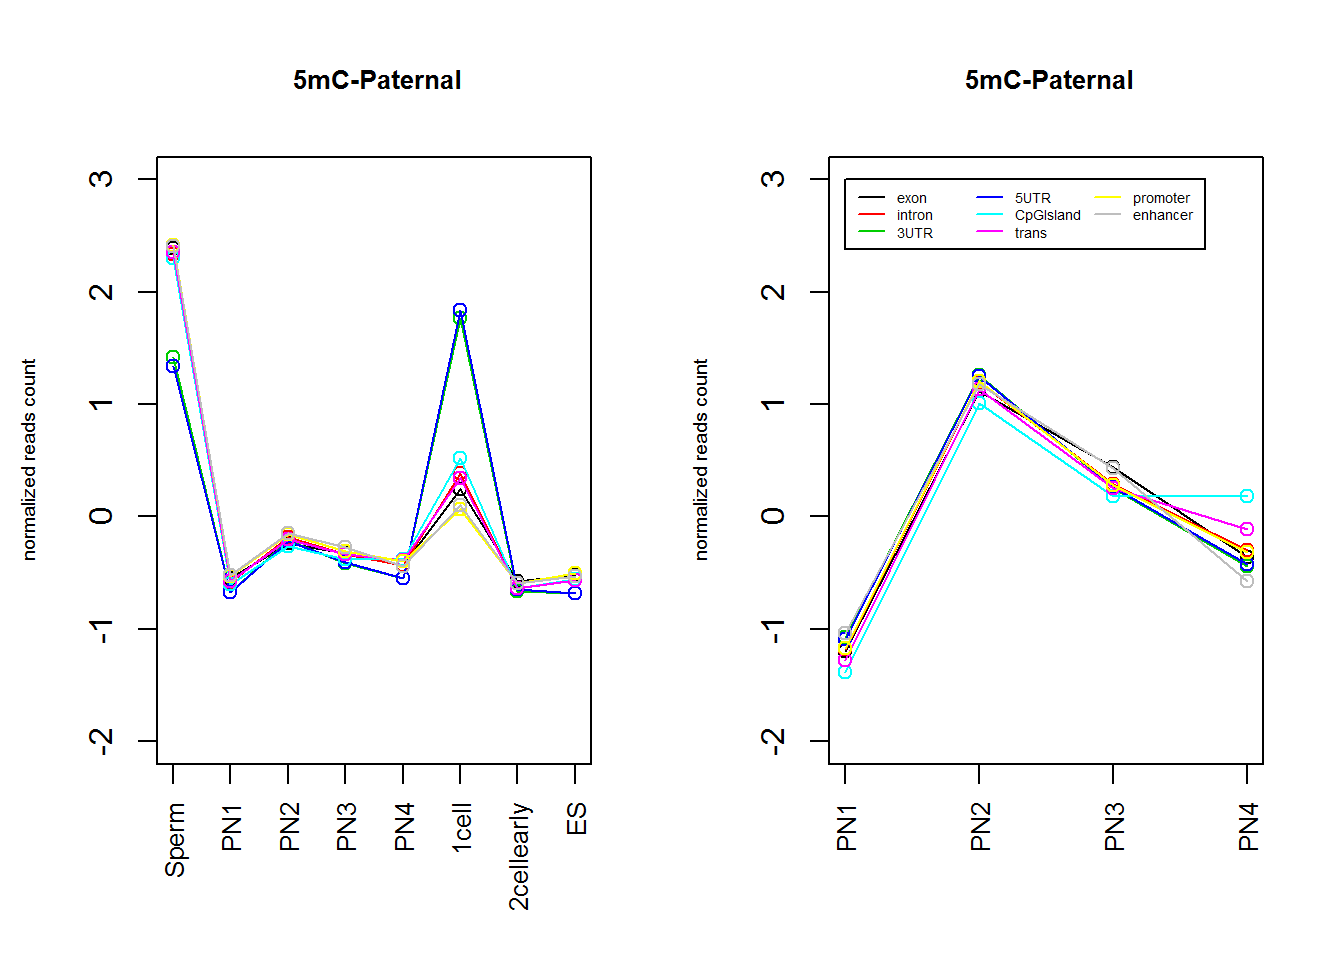 5mC-Paternal
normalized reads count
3
2
1
0
-1
-2
Sperm
PN1
PN2
PN3
PN4
1cell
2cellearly
ES
5mC-Paternal
normalized reads count
3
2
1
0
-1
-2
exon
intron
3UTR
5UTR
CpGIsland
trans
promoter
enhancer
PN1
PN2
PN3
PN4